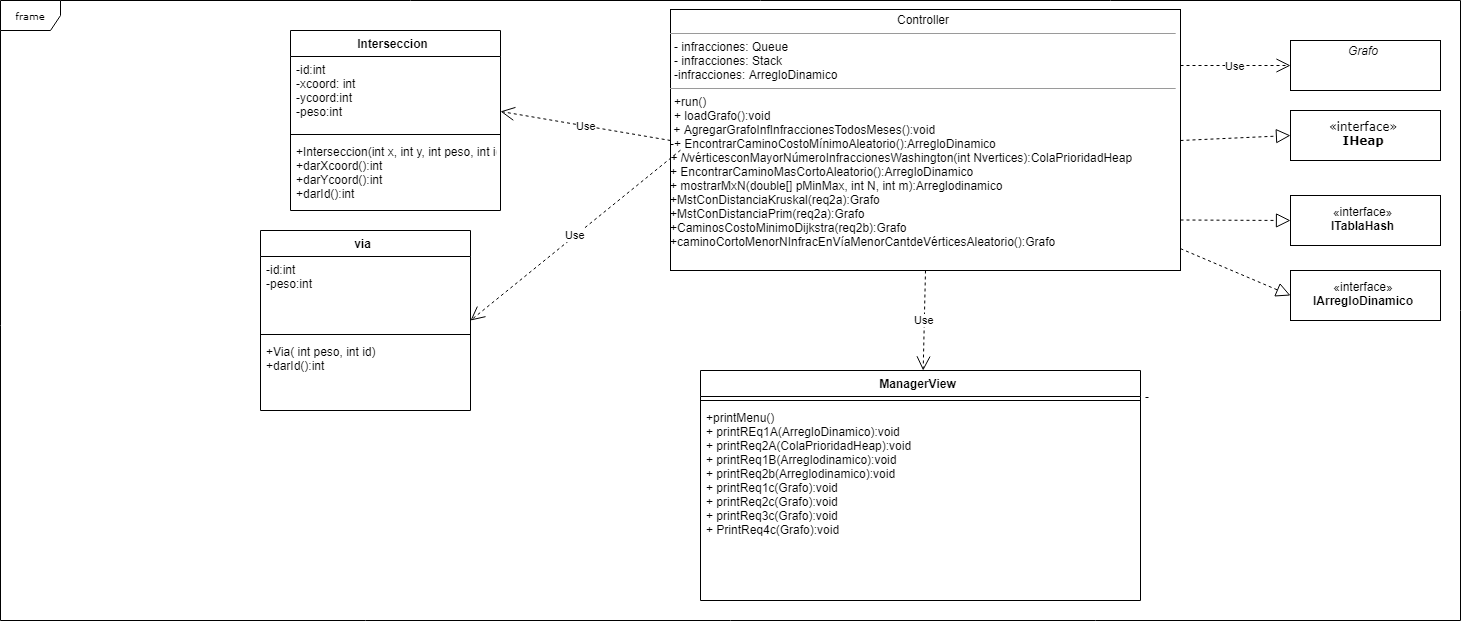 frame
Interseccion
-id:int
-xcoord: int
-ycoord:int
-peso:int
+Interseccion(int x, int y, int peso, int i
+darXcoord():int
+darYcoord():int
+darId():int
via
-id:int
-peso:int
+Via( int peso, int id)
+darId():int
Use
Use
Controller
- infracciones: Queue
- infracciones: Stack
-infracciones: ArregloDinamico
+run()
+ loadGrafo():void
+ AgregarGrafoInfInfraccionesTodosMeses():void
+ EncontrarCaminoCostoMínimoAleatorio():ArregloDinamico
+ NvérticesconMayorNúmeroInfraccionesWashington(int Nvertices):ColaPrioridadHeap
+ EncontrarCaminoMasCortoAleatorio():ArregloDinamico
+ mostrarMxN(double[] pMinMax, int N, int m):Arreglodinamico
+MstConDistanciaKruskal(req2a):Grafo
+MstConDistanciaPrim(req2a):Grafo
+CaminosCostoMinimoDijkstra(req2b):Grafo
+caminoCortoMenorNInfracEnVíaMenorCantdeVérticesAleatorio():Grafo
Use
Grafo
«interface»
IHeap
«interface»
ITablaHash
«interface»
IArregloDinamico
Use
ManagerView
-
+printMenu()
+ printREq1A(ArregloDinamico):void
+ printReq2A(ColaPrioridadHeap):void
+ printReq1B(Arreglodinamico):void
+ printReq2b(Arreglodinamico):void
+ printReq1c(Grafo):void
+ printReq2c(Grafo):void
+ printReq3c(Grafo):void
+ PrintReq4c(Grafo):void